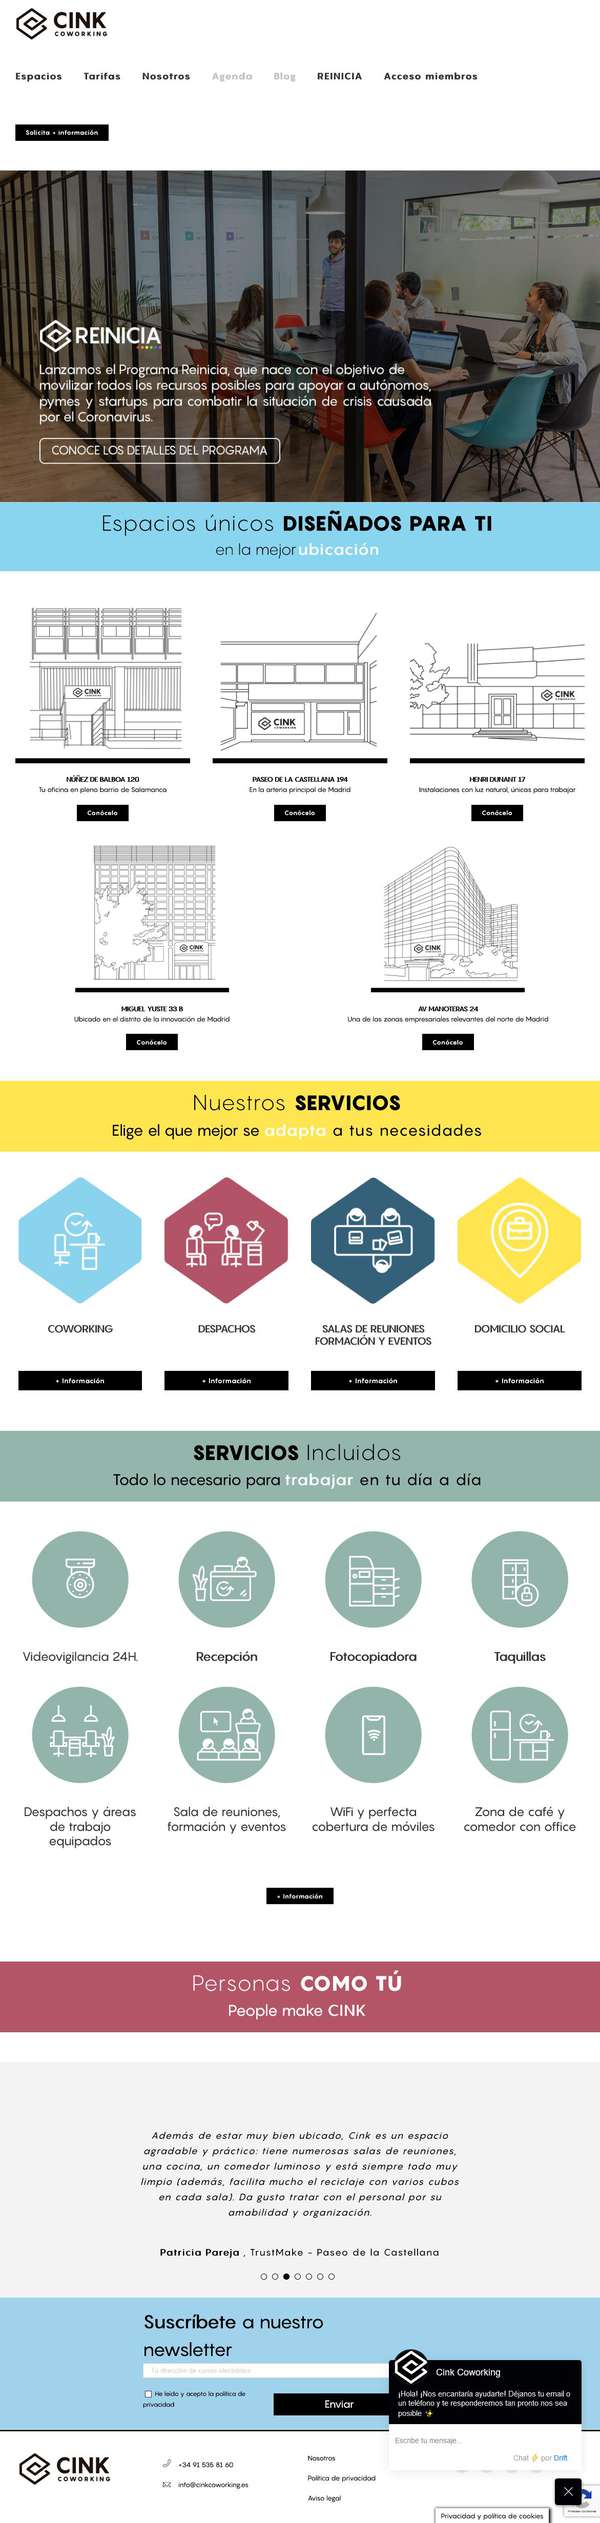 CINK
COWORKING
Espacios Tarifas Nosotros Agenda Blog REINICIA Acceso miembros
Solicita + información
REINICIA
Lanzamos el Programa Reinicia, que nace con el objetivo de
movilizar todos los recursos posibles para apoyar a autónomos,
pymes y startups para combatir la situación de crisis causada
por el Coronavirus.
CONOCE LOS DETALLES DEL PROGRAMA
Espacios únicos DISEÑADOS PARA TI
en la mejor ubicación
CINK
CINK
CINK
NÚÑEZ DE BALBOA 120
Tu oficina en pleno barrio de Salamanca
Conócelo
PASEO DE LA CASTELLANA 194
En la arteria principal de Madrid
Conócelo
HENRI DUNANT 17
Instalaciones con luz natural, únicas para trabajar
Conócelo
CINK
CINK
MIGUEL YUSTE 33 B
Ubicado en el distrito de la innovación de Madrid
Conócelo
AV MANOTERAS 24
Una de las zonas empresariales relevantes del norte de Madrid
Conócelo
Nuestros SERVICIOS
Elige el que mejor se adapta a tus necesidades
COWORKING
+ Información
DESPACHOS
+ Información
SALAS DE REUNIONES
FORMACIÓN Y EVENTOS
+ Información
DOMICILIO SOCIAL
+ Información
SERVICIOS Incluidos
Todo lo necesario para trabajar en tu día a día
Videovigilancia 24H.
Recepción
Fotocopiadora
Taquillas
Despachos y áreas
de trabajo
equipados
Sala de reuniones,
formación y eventos
WiFi y perfecta
cobertura de móviles
Zona de café y
comedor con office
+ Información
Personas COMO TÚ
People make CINK
Además de estar muy bien ubicado, Cink es un espacio
agradable y práctico: tiene numerosas salas de reuniones,
una cocina, un comedor luminoso y está siempre todo muy
limpio (además, facilita mucho el reciclaje con varios cubos
en cada sala). Da gusto tratar con el personal por su
amabilidad y organización.
Patricia Pareja , TrustMake - Paseo de la Castellana
Suscríbete a nuestro
newsletter
Tu dirección de correo electrónico
He leído y acepto la política de
privacidad
Enviar
Cink Coworking
¡Hola! ¡Nos encantaría ayudarte! Déjanos tu email o
un teléfono y te responderemos tan pronto nos sea
posible ✨
Escribe tu mensaje...
Chat ⚡ por Drift
CINK
COWORKING
+34 91 535 81 60
info@cinkcoworking.es
Nosotros
Política de privacidad
Aviso legal
Privacidad y política de cookies